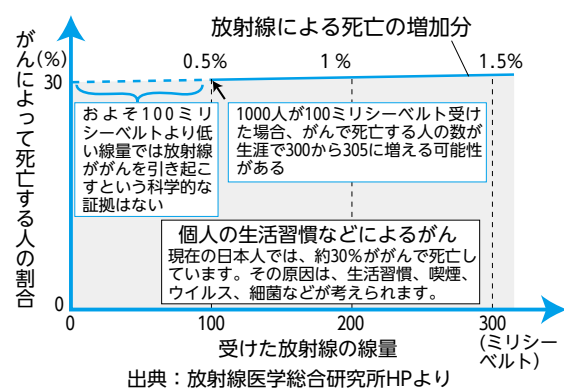 放射線による死亡の増加分
がんによって死亡する人の割合
(%)
0.5%
1%
1.5%
30
およそ100ミリ
シーベルトより低
い線量では放射線
ががんを引き起こ
すという科学的な
証拠はない
1000人が100ミリシーベルト受け
た場合、がんで死亡する人の数が
生涯で300から305に増える可能性
がある
個人の生活習慣などによるがん
現在の日本人では、約30%ががんで死亡し
ています。その原因は、生活習慣、喫煙、
ウイルス、細菌などが考えられます。
0
0
100
200
300
(ミリシー
ベルト)
受けた放射線の線量
出典：放射線医学総合研究所HPより